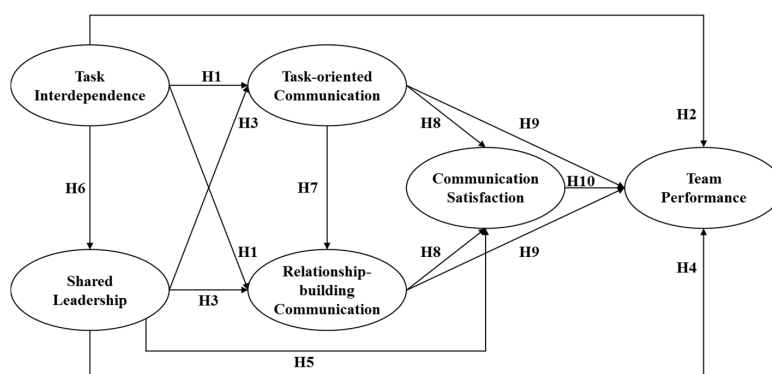 Task
Interdependence
H1
Task-oriented
Communication
H3
H8
H9
H2
H6
H7
Communication
Satisfaction
H10
Team
Performance
H1
Shared
Leadership
H3
Relationship-
building
Communication
H8
H9
H4
H5